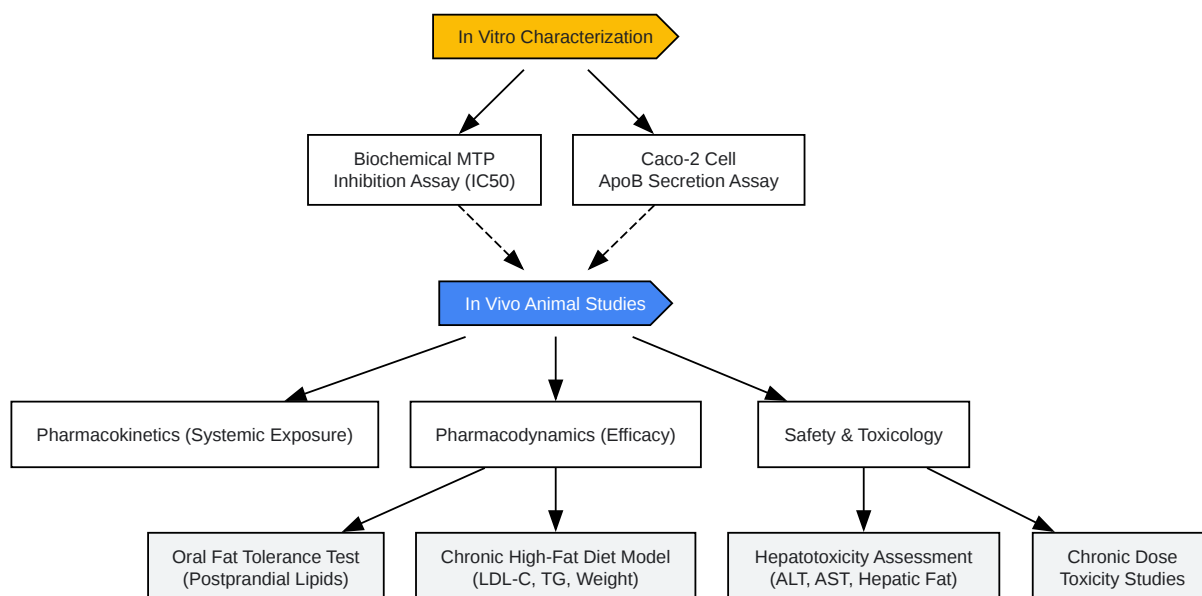 In Vitro Characterization
Biochemical MTP
Inhibition Assay (IC50)
Caco-2 Cell
ApoB Secretion Assay
In Vivo Animal Studies
Pharmacokinetics (Systemic Exposure)
Pharmacodynamics (Efficacy)
Safety & Toxicology
Oral Fat Tolerance Test
(Postprandial Lipids)
Chronic High-Fat Diet Model
(LDL-C, TG, Weight)
Hepatotoxicity Assessment
(ALT, AST, Hepatic Fat)
Chronic Dose
Toxicity Studies